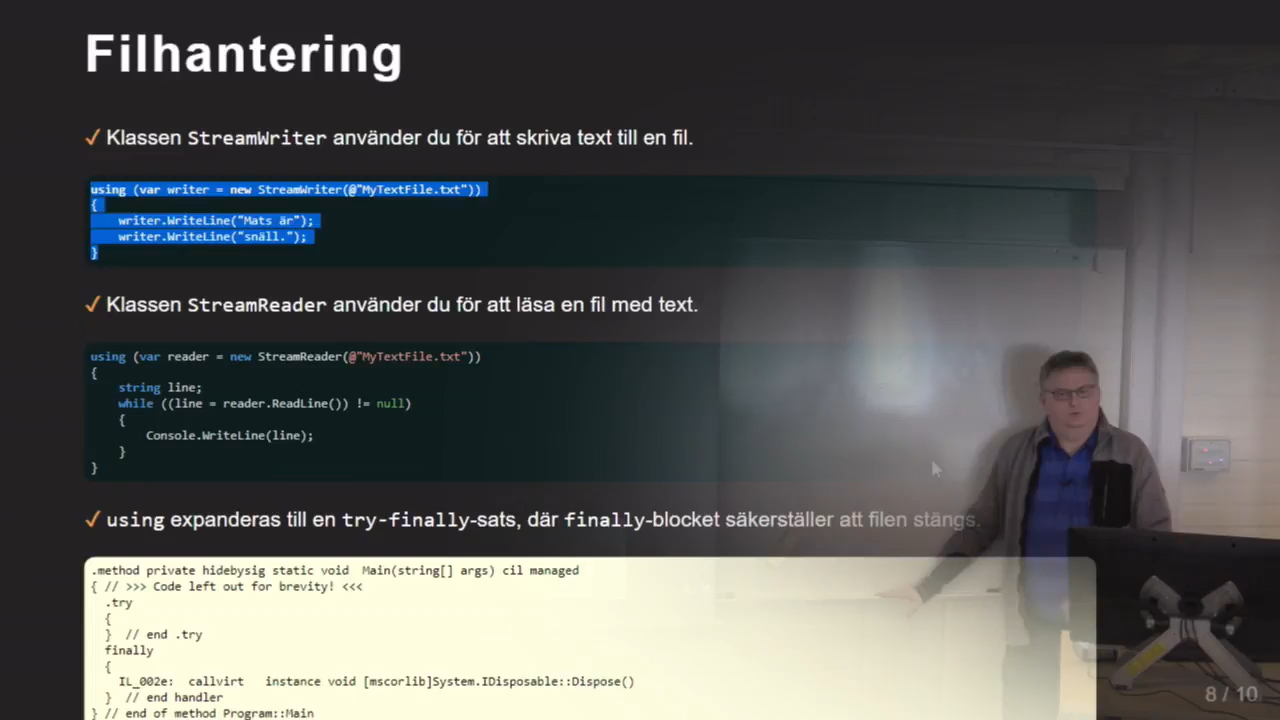 Filhantering
✓ Klassen StreamWriter använder du för att skriva text till en fil.
using (var writer = new StreamWriter(@"MyTextFile.txt"))
{
    writer.WriteLine("Mats är");
    writer.WriteLine("snäll.");
}
✓ Klassen StreamReader använder du för att läsa en fil med text.
using (var reader = new StreamReader(@"MyTextFile.txt"))
{
    string line;
    while ((line = reader.ReadLine()) != null)
    {
        Console.WriteLine(line);
    }
}
✓ using expanderas till en try-finally-sats, där finally-blocket säkerställer att filen stängs.
.method private hidebysig static void  Main(string[] args) cil managed
{ // >>> Code left out for brevity! <<<
  .try
  {
  }  // end .try
  finally
  {
    IL_002e:  callvirt   instance void [mscorlib]System.IDisposable::Dispose()
  }  // end handler
} // end of method Program::Main
8 / 10